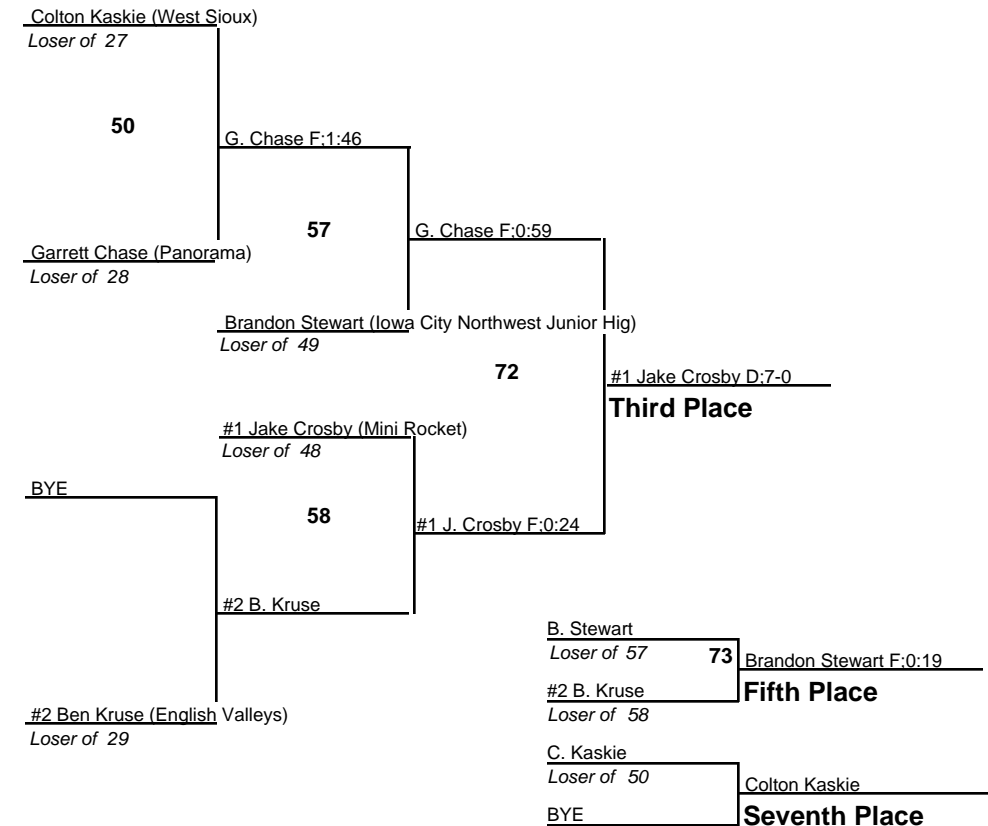 Colton Kaskie (West Sioux)
Loser of 27
50
G. Chase F;1:46
57
G. Chase F;0:59
Garrett Chase (Panorama)
Loser of 28
Brandon Stewart (Iowa City Northwest Junior Hig)
Loser of 49
72
#1 Jake Crosby D;7-0
Third Place
#1 Jake Crosby (Mini Rocket)
Loser of 48
BYE
58
#1 J. Crosby F;0:24
#2 B. Kruse
#2 Ben Kruse (English Valleys)
Loser of 29
B. Stewart
Loser of 57
73
Brandon Stewart F;0:19
Fifth Place
#2 B. Kruse
Loser of 58
C. Kaskie
Loser of 50
Colton Kaskie
Seventh Place
BYE